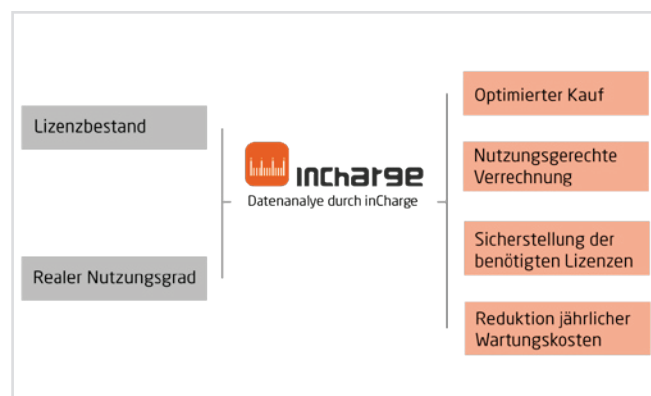 Lizenzbestand
Realer Nutzungsgrad
inCharge
Datenanalye durch inCharge
Optimierter Kauf
Nutzungsgerechte
Verrechnung
Sicherstellung der
benötigten Lizenzen
Reduktion jährlicher
Wartungskosten